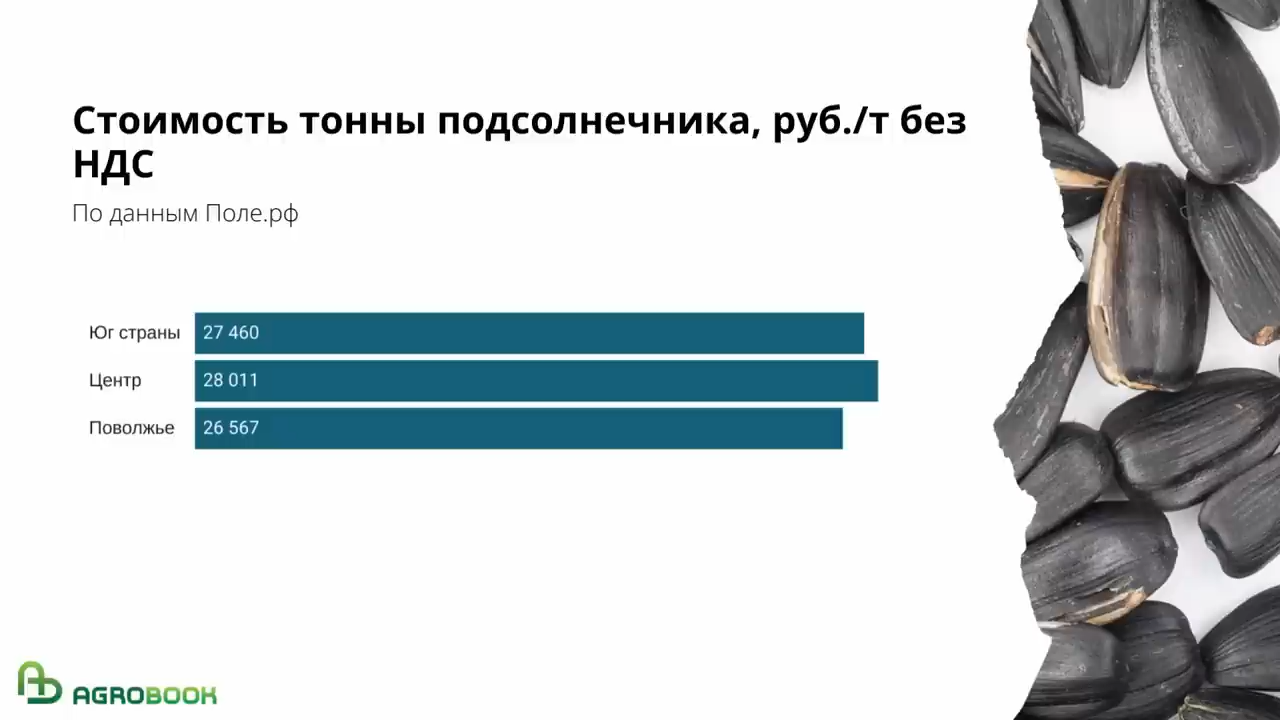 Стоимость тонны подсолнечника, руб./т без
НДС
По данным Поле.рф
Юг страны 27 460
Центр 28 011
Поволжье 26 567
AGROBOOK